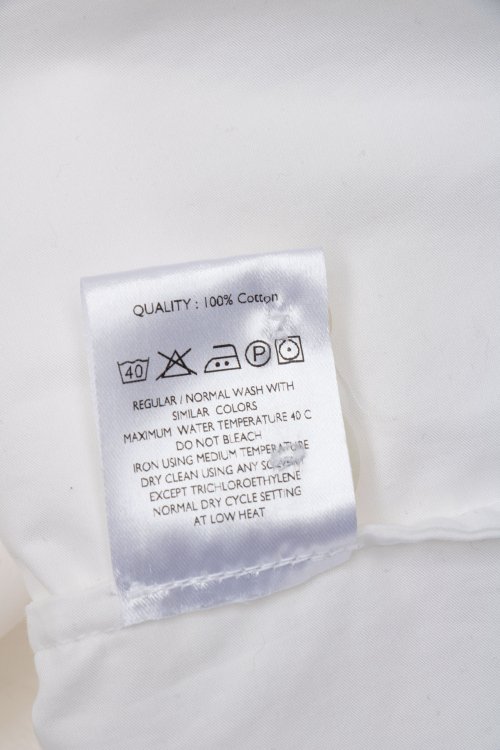 QUALITY : 100% Cotton
40 P
REGULAR / NORMAL WASH WITH
SIMILAR COLORS
MAXIMUM WATER TEMPERATURE 40 C
DO NOT BLEACH
IRON USING MEDIUM TEMPERATURE
DRY CLEAN USING ANY SOLVENT
EXCEPT TRICHLOROETHYLENE
NORMAL DRY CYCLE SETTING
AT LOW HEAT